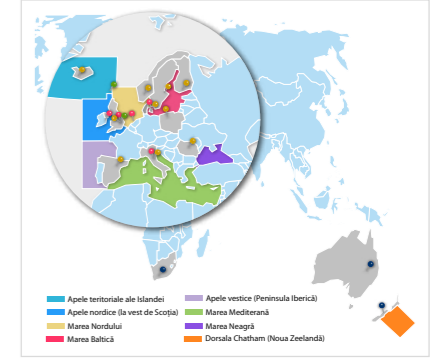 Apele teritoriale ale Islandei
Apele nordice (la vest de Scoția)
Marea Nordului
Marea Baltică
Apele vestice (Peninsula Iberică)
Marea Mediterană
Marea Neagră
Dorsala Chatham (Noua Zeelandă)